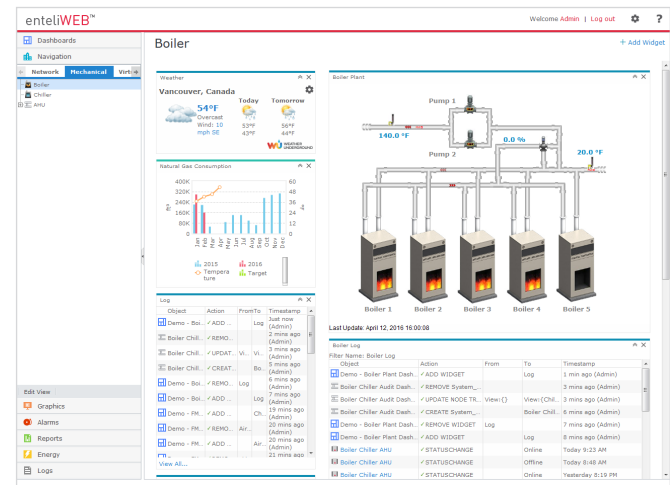 enteliWEB™
Welcome Admin | Log out
?
Dashboards
Navigation
Network Mechanical Virt
Boiler
Chiller
AHU
Edit View
Graphics
Alarms
Reports
Energy
Logs
Boiler
+ Add Widget
Weather
Vancouver, Canada
54°F
Overcast
Wind: 10
mph SE
Today
53°F
43°F
Tomorrow
56°F
44°F
WEATHER
UNDERGROUND
Natural Gas Consumption
400K
320K
240K
160K
80K
0
ft³
60
48
36
24
12
0
°F
Jan Feb Mar Apr May Jun Jul Aug Sep Oct Nov Dec
2015 2016
Tempera
ture
Target
Log
Object Action From To Timestamp
Demo - Boi.. ADD ... Log Just now (Admin)
Boiler Chill.. REMO... 2 mins ago (Admin)
Boiler Chill.. UPDAT... Vi... Vi... 3 mins ago (Admin)
Boiler Chill.. CREAT... Bo... 5 mins ago (Admin)
Demo - Boi.. REMO.. Log 6 mins ago (Admin)
Demo - Boi.. ADD ... Log 7 mins ago (Admin)
Demo - FM... ADD ... Ch... 19 mins ago (Admin)
Demo - FM.. REMO.. Air... 20 mins ago (Admin)
Demo - FM... ADD ... Air... 20 mins ago (Admin)
21 mins ago
View All...
Boiler Plant
Pump 1
140.0 °F
Pump 2
0.0 %
20.0 °F
Boiler 1 Boiler 2 Boiler 3 Boiler 4 Boiler 5
Last Update: April 12, 2016 16:00:08
Boiler Log
Filter Name: Boiler Log
Object Action From To Timestamp
Demo - Boiler Plant Dash.. ADD WIDGET Log 1 min ago (Admin)
Boiler Chiller Audit Dash... REMOVE System_... 3 mins ago (Admin)
Boiler Chiller Audit Dash... UPDATE NODE TR... View:{} View:{Chil... 3 mins ago (Admin)
Boiler Chiller Audit Dash... CREATE System_... Boiler Chill... 6 mins ago (Admin)
Demo - Boiler Plant Dash.. REMOVE WIDGET Log 7 mins ago (Admin)
Demo - Boiler Plant Dash.. ADD WIDGET Log 8 mins ago (Admin)
Boiler Chiller AHU STATUSCHANGE Online Today 9:23 AM
Boiler Chiller AHU STATUSCHANGE Offline Today 8:48 AM
Boiler Chiller AHU STATUSCHANGE Online Yesterday 8:19 PM